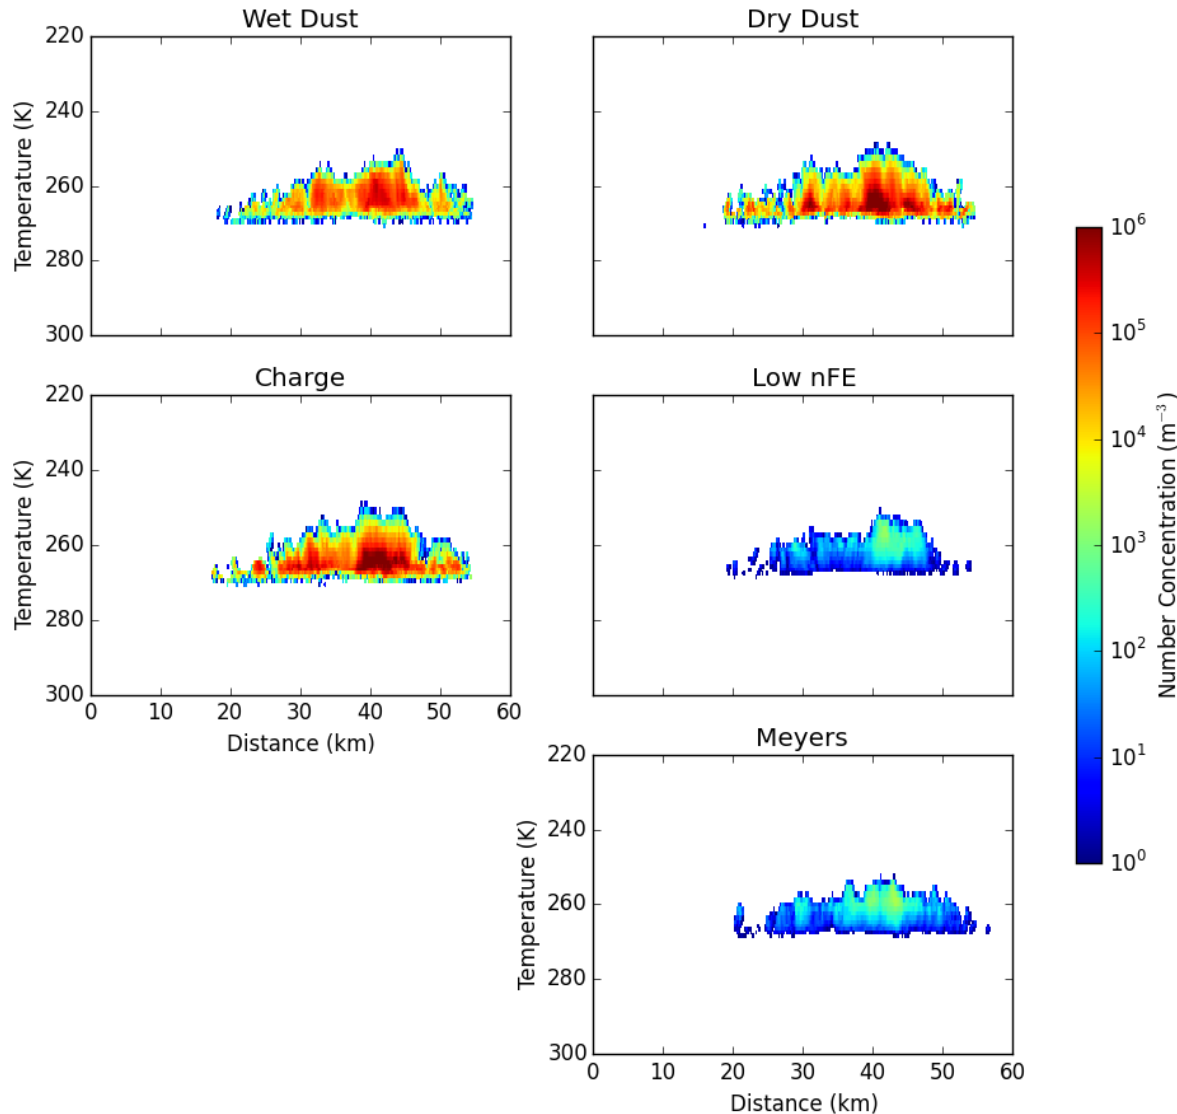 Wet Dust
Dry Dust
220
240
260
280
300
Temperature (K)
Charge
Low nFE
220
240
260
280
300
Temperature (K)
0 10 20 30 40 50 60
Distance (km)
Meyers
220
240
260
280
300
Temperature (K)
0 10 20 30 40 50 60
Distance (km)
10⁶
10⁵
10⁴
10³
10²
10¹
10⁰
Number Concentration (m⁻³)